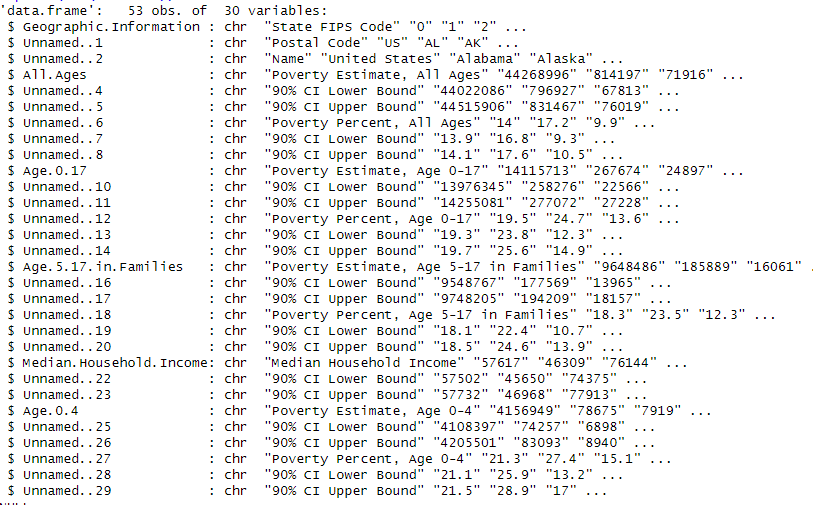 'data.frame':   53 obs. of  30 variables:
 $ Geographic.Information : chr  "State FIPS Code" "0" "1" "2" ...
 $ Unnamed..1             : chr  "Postal Code" "US" "AL" "AK" ...
 $ Unnamed..2             : chr  "Name" "United States" "Alabama" "Alaska" ...
 $ All.Ages               : chr  "Poverty Estimate, All Ages" "44268996" "814197" "71916" ...
 $ Unnamed..4             : chr  "90% CI Lower Bound" "44022086" "796927" "67813" ...
 $ Unnamed..5             : chr  "90% CI Upper Bound" "44515906" "831467" "76019" ...
 $ Unnamed..6             : chr  "Poverty Percent, All Ages" "14" "17.2" "9.9" ...
 $ Unnamed..7             : chr  "90% CI Lower Bound" "13.9" "16.8" "9.3" ...
 $ Unnamed..8             : chr  "90% CI Upper Bound" "14.1" "17.6" "10.5" ...
 $ Age.0.17               : chr  "Poverty Estimate, Age 0-17" "14115713" "267674" "24897" ...
 $ Unnamed..10            : chr  "90% CI Lower Bound" "13976345" "258276" "22566" ...
 $ Unnamed..11            : chr  "90% CI Upper Bound" "14255081" "277072" "27228" ...
 $ Unnamed..12            : chr  "Poverty Percent, Age 0-17" "19.5" "24.7" "13.6" ...
 $ Unnamed..13            : chr  "90% CI Lower Bound" "19.3" "23.8" "12.3" ...
 $ Unnamed..14            : chr  "90% CI Upper Bound" "19.7" "25.6" "14.9" ...
 $ Age.5.17.in.Families   : chr  "Poverty Estimate, Age 5-17 in Families" "9648486" "185889" "16061" .
 $ Unnamed..16            : chr  "90% CI Lower Bound" "9548767" "177569" "13965" ...
 $ Unnamed..17            : chr  "90% CI Upper Bound" "9748205" "194209" "18157" ...
 $ Unnamed..18            : chr  "Poverty Percent, Age 5-17 in Families" "18.3" "23.5" "12.3" ...
 $ Unnamed..19            : chr  "90% CI Lower Bound" "18.1" "22.4" "10.7" ...
 $ Unnamed..20            : chr  "90% CI Upper Bound" "18.5" "24.6" "13.9" ...
 $ Median.Household.Income: chr  "Median Household Income" "57617" "46309" "76144" ...
 $ Unnamed..22            : chr  "90% CI Lower Bound" "57502" "45650" "74375" ...
 $ Unnamed..23            : chr  "90% CI Upper Bound" "57732" "46968" "77913" ...
 $ Age.0.4                : chr  "Poverty Estimate, Age 0-4" "4156949" "78675" "7919" ...
 $ Unnamed..25            : chr  "90% CI Lower Bound" "4108397" "74257" "6898" ...
 $ Unnamed..26            : chr  "90% CI Upper Bound" "4205501" "83093" "8940" ...
 $ Unnamed..27            : chr  "Poverty Percent, Age 0-4" "21.3" "27.4" "15.1" ...
 $ Unnamed..28            : chr  "90% CI Lower Bound" "21.1" "25.9" "13.2" ...
 $ Unnamed..29            : chr  "90% CI Upper Bound" "21.5" "28.9" "17" ...